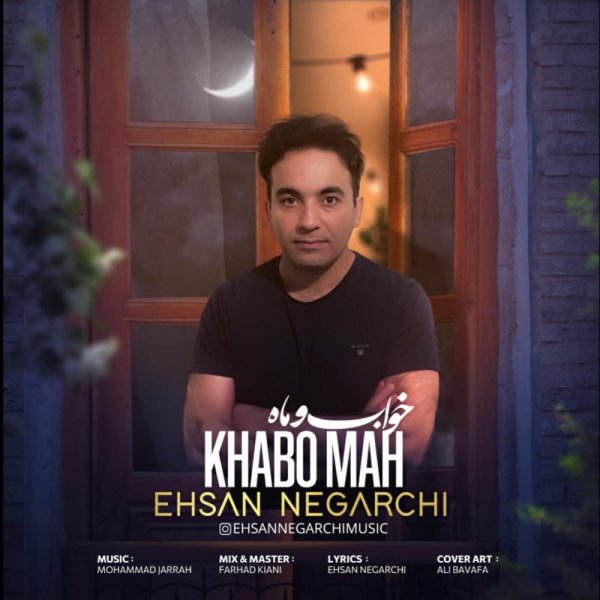 GANT
خواب و ماه
KHABO MAH
EHSAN NEGARCHI
EHSANNEGARCHIMUSIC
MUSIC : MIX & MASTER : LYRICS : COVER ART :
MOHAMMAD JARRAH FARHAD KIANI EHSAN NEGARCHI ALI BAVAFA